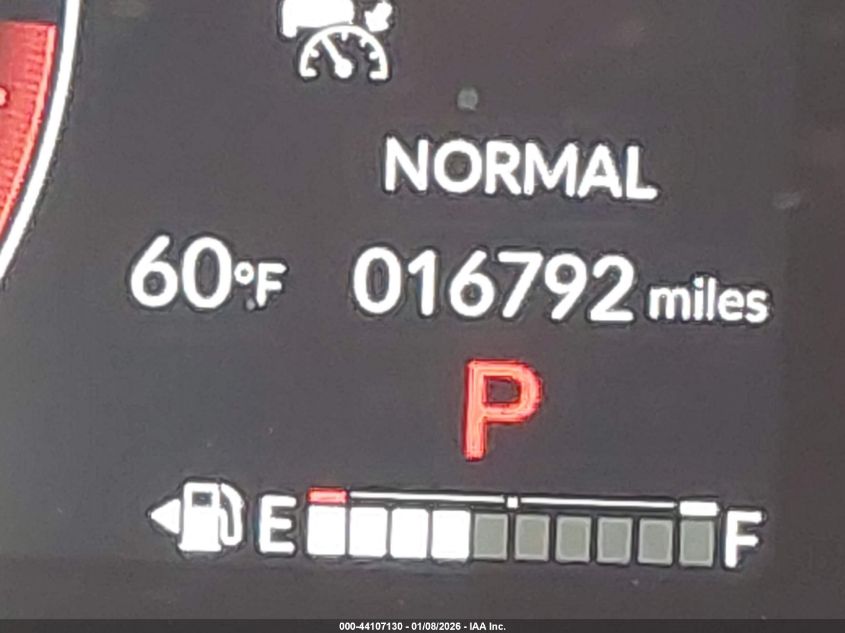 NORMAL
60°F 016792 miles
P
E F
000-44107130 - 01/08/2026 - IAA Inc.